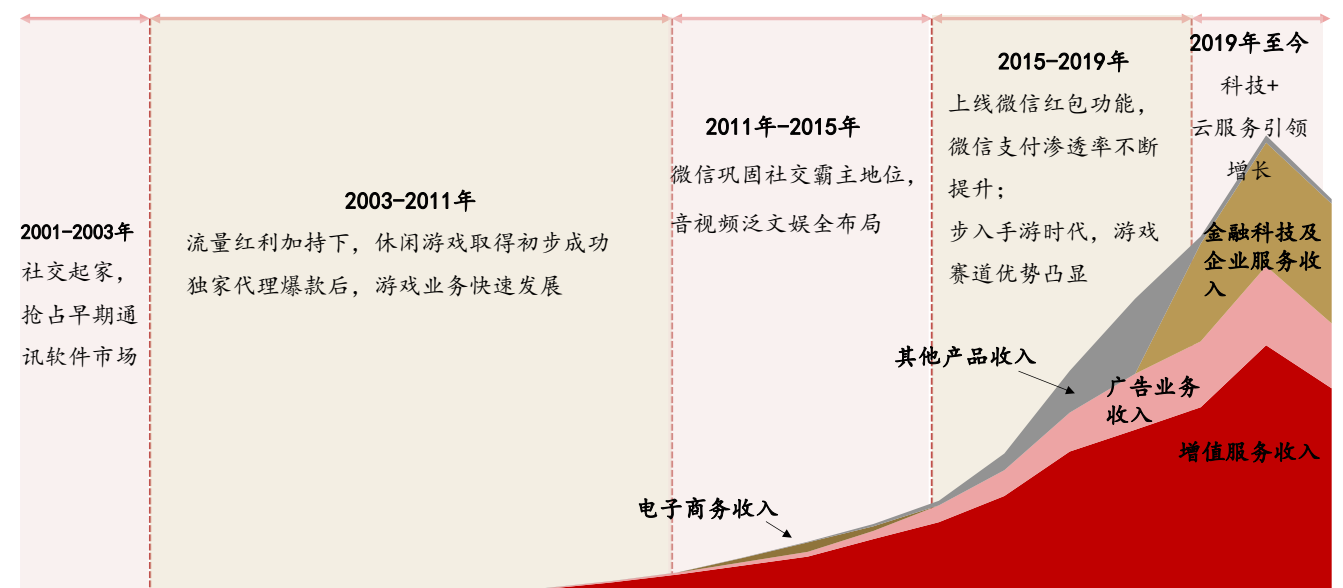 2001-2003年
社交起家，
抢占早期通
讯软件市场
2003-2011年
流量红利加持下，休闲游戏取得初步成功
独家代理爆款后，游戏业务快速发展
2011年-2015年
微信巩固社交霸主地位，
音视频泛文娱全布局
2015-2019年
上线微信红包功能，
微信支付渗透率不断
提升；
步入手游时代，游戏
赛道优势凸显
2019年至今
科技+
云服务引领
增长
金融科技及
企业服务收
入
其他产品收入
广告业务
收入
增值服务收入
电子商务收入